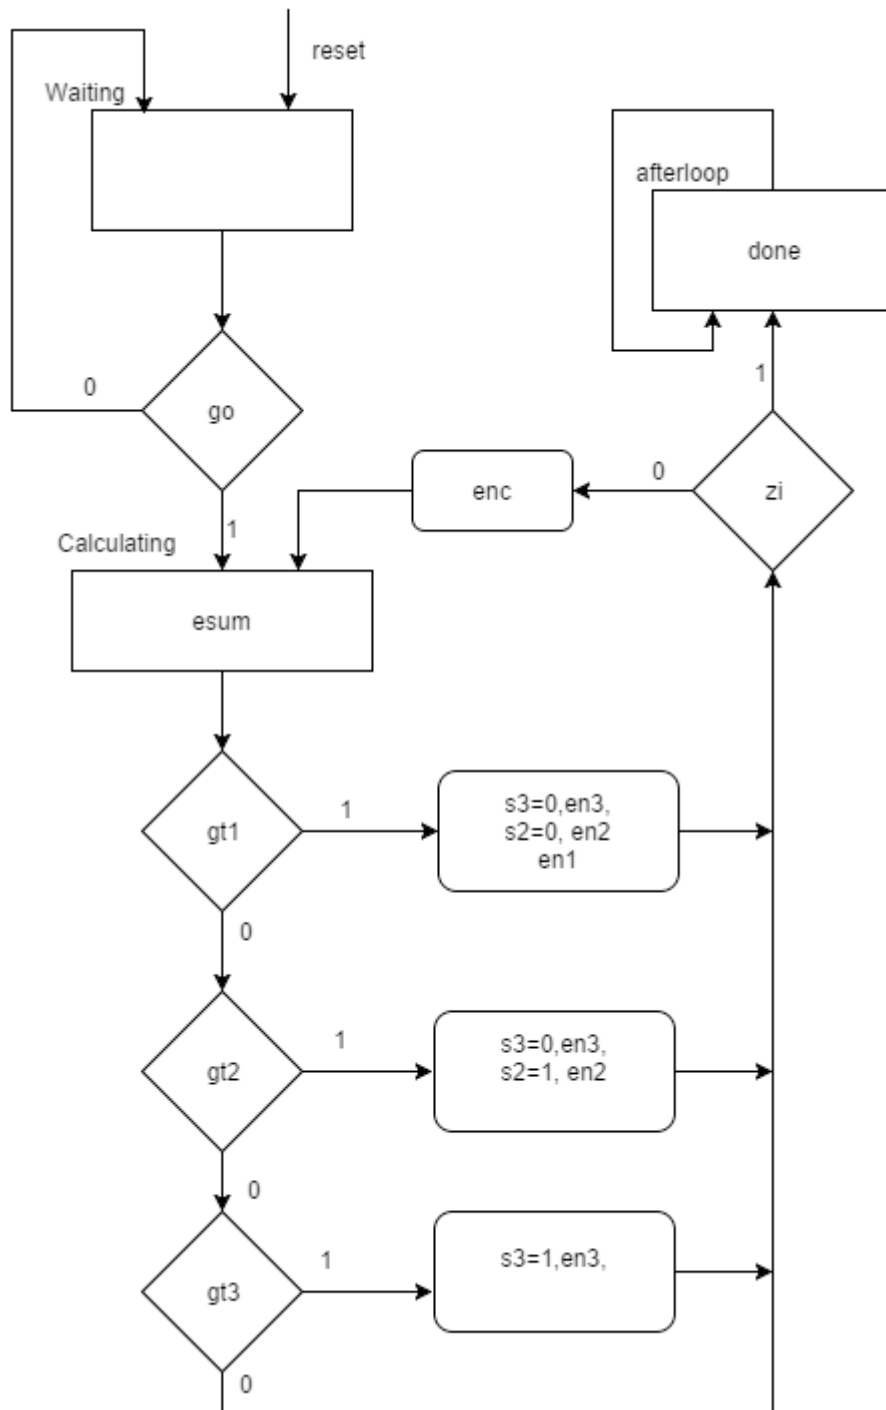 reset
Waiting
afterloop
done
0
go
1
0
enc
zi
1
Calculating
esum
gt1
1
s3=0,en3,
s2=0, en2
en1
0
gt2
1
s3=0,en3,
s2=1, en2
0
gt3
1
s3=1,en3,
0